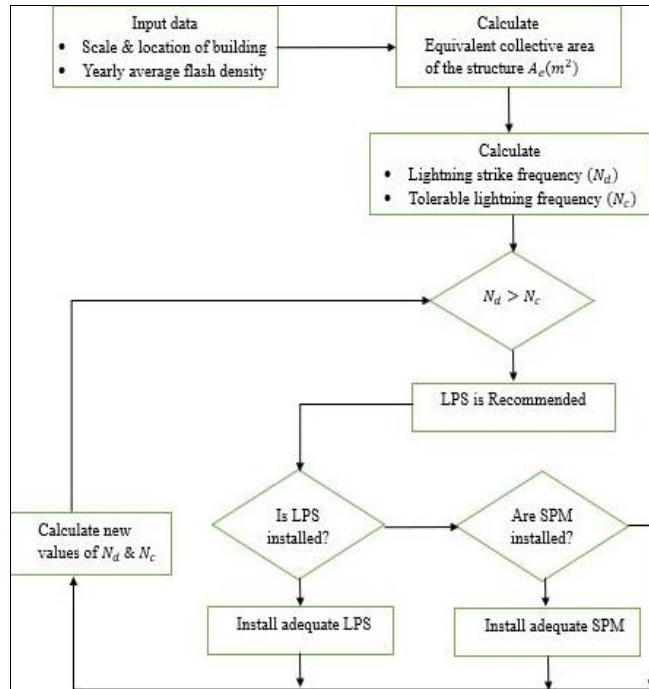 Input data
• Scale & location of building
• Yearly average flash density
Calculate
Equivalent collective area
of the structure Aₑ(m²)
Calculate
• Lightning strike frequency (N_d)
• Tolerable lightning frequency (N_c)
N_d > N_c
LPS is Recommended
Is LPS
installed?
Are SPM
installed?
Calculate new
values of N_d & N_c
Install adequate LPS
Install adequate SPM